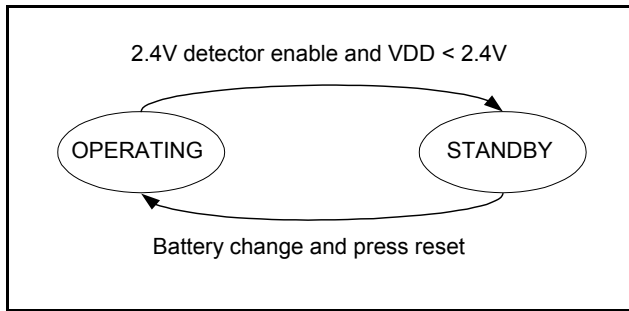 2.4V detector enable and VDD < 2.4V
OPERATING
STANDBY
Battery change and press reset